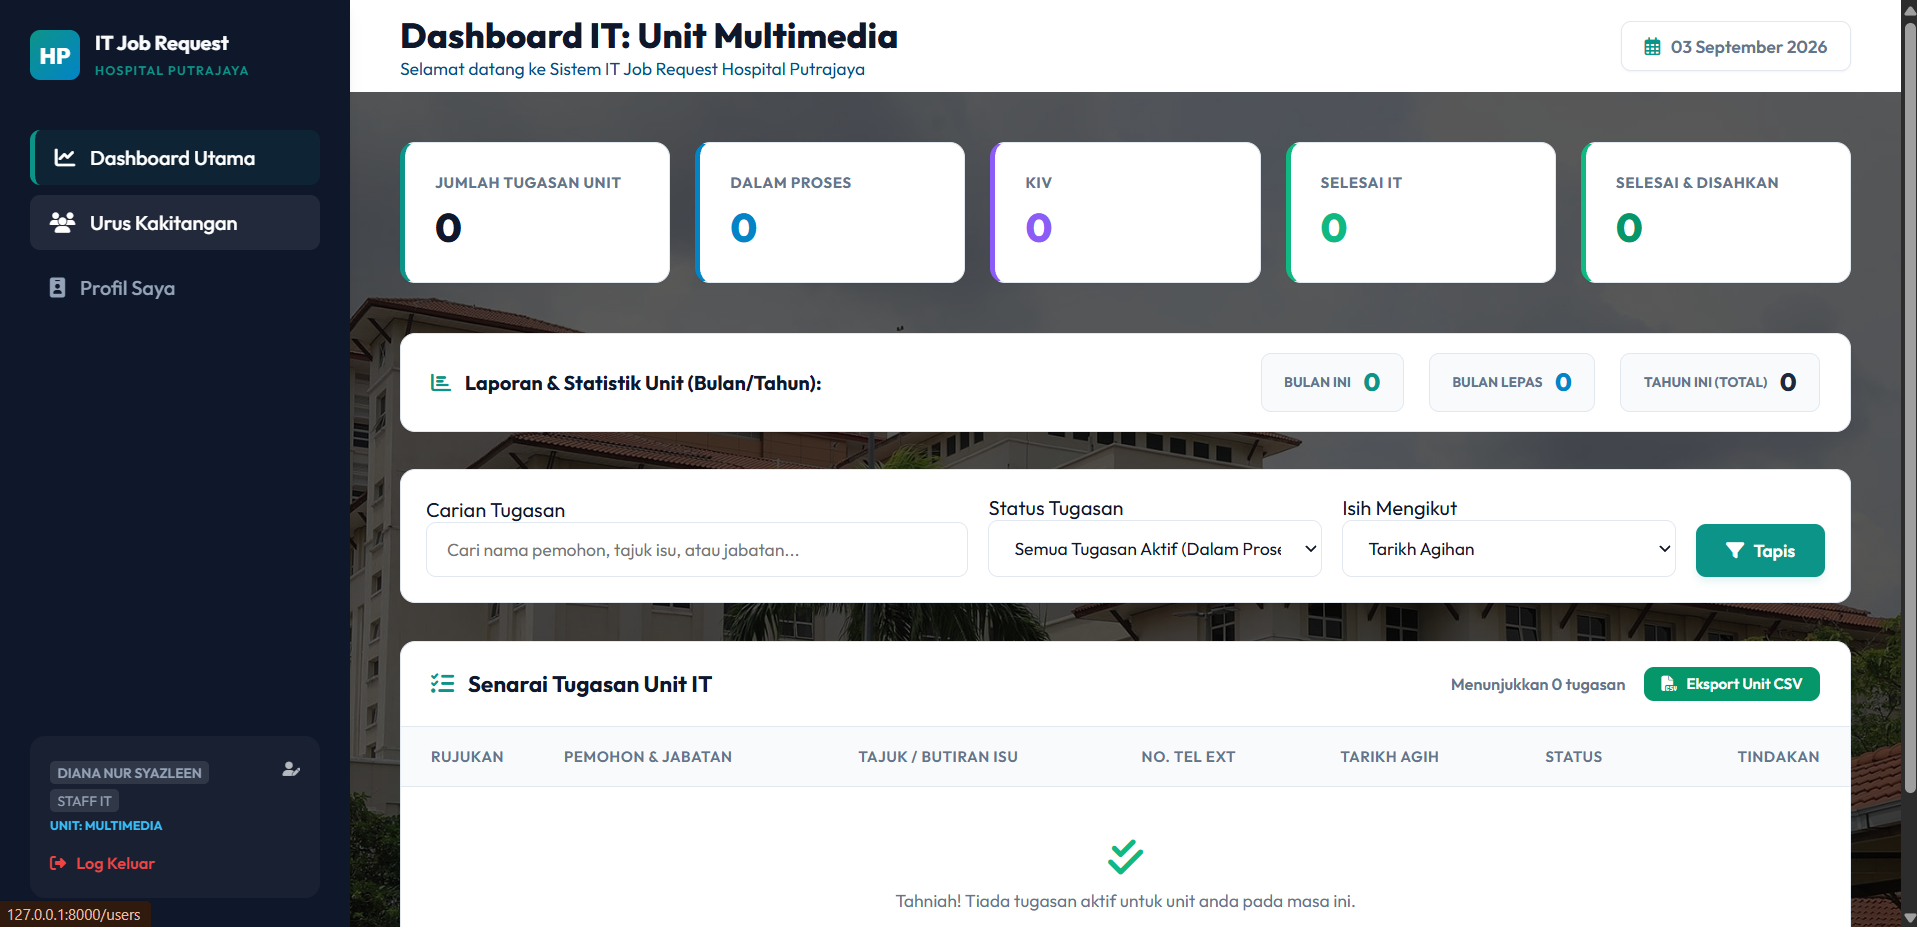 HP
IT Job Request
HOSPITAL PUTRAJAYA
Dashboard Utama
Urus Kakitangan
Profil Saya
DIANA NUR SYAZLEEN
STAFF IT
UNIT: MULTIMEDIA
Log Keluar
127.0.0.1:8000/users
Dashboard IT: Unit Multimedia
Selamat datang ke Sistem IT Job Request Hospital Putrajaya
03 September 2026
JUMLAH TUGASAN UNIT
0
DALAM PROSES
0
KIV
0
SELESAI IT
0
SELESAI & DISAHKAN
0
Laporan & Statistik Unit (Bulan/Tahun):
BULAN INI 0
BULAN LEPAS 0
TAHUN INI (TOTAL) 0
Carian Tugasan
Cari nama pemohon, tajuk isu, atau jabatan...
Status Tugasan
Semua Tugasan Aktif (Dalam Prose
Isih Mengikut
Tarikh Agihan
Tapis
Senarai Tugasan Unit IT
Menunjukkan 0 tugasan
Eksport Unit CSV
RUJUKAN PEMOHON & JABATAN TAJUK / BUTIRAN ISU NO. TEL EXT TARIKH AGIH STATUS TINDAKAN
Tahniah! Tiada tugasan aktif untuk unit anda pada masa ini.